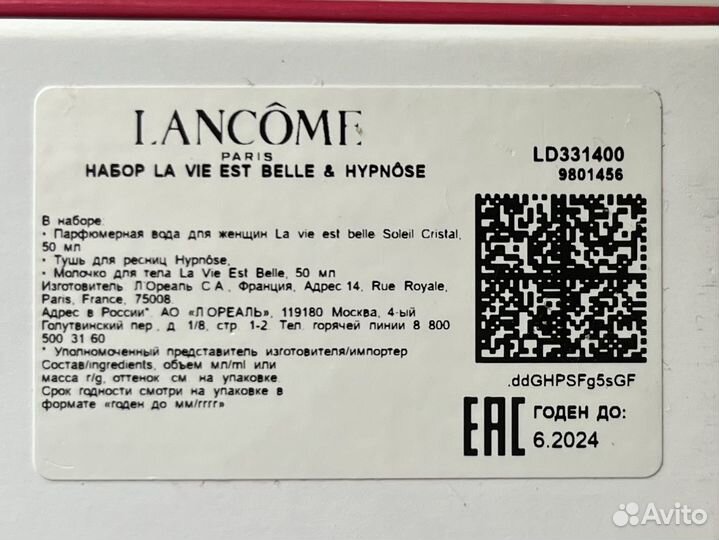 LANCÔME
PARIS
НАБОР LA VIE EST BELLE & HYPNÔSE
LD331400
9801456
В наборе:
• Парфюмерная вода для женщин La vie est belle Soleil Cristal,
50 мл
• Тушь для ресниц Hypnôse,
• Молочко для тела La Vie Est Belle, 50 мл
Изготовитель Л'Ореаль С.А., Франция, Адрес 14, Rue Royale,
Paris, France, 75008.
Адрес в России* АО «Л'ОРЕАЛЬ», 119180 Москва, 4-ый
Голутвинский пер., д. 1/8, стр. 1-2. Тел. горячей линии 8 800
500 31 60
* Уполномоченный представитель изготовителя/импортер
Состав/ingredients, объем мл/ml или
масса г/g, оттенок см. на упаковке.
Срок годности смотри на упаковке в
формате «годен до мм/гггг»
.ddGHPSFg5sGF
EAC
ГОДЕН ДО:
6.2024
Avito